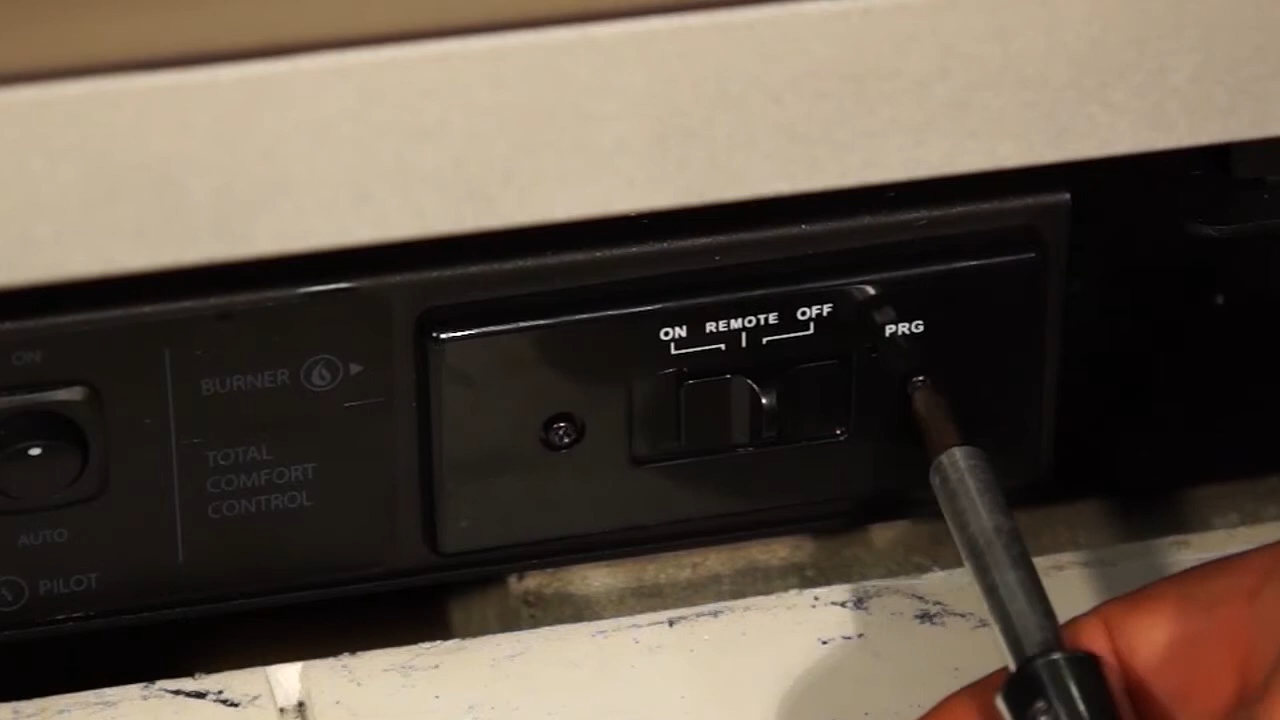 ON
AUTO
PILOT
BURNER
TOTAL
COMFORT
CONTROL
ON REMOTE OFF
PRG